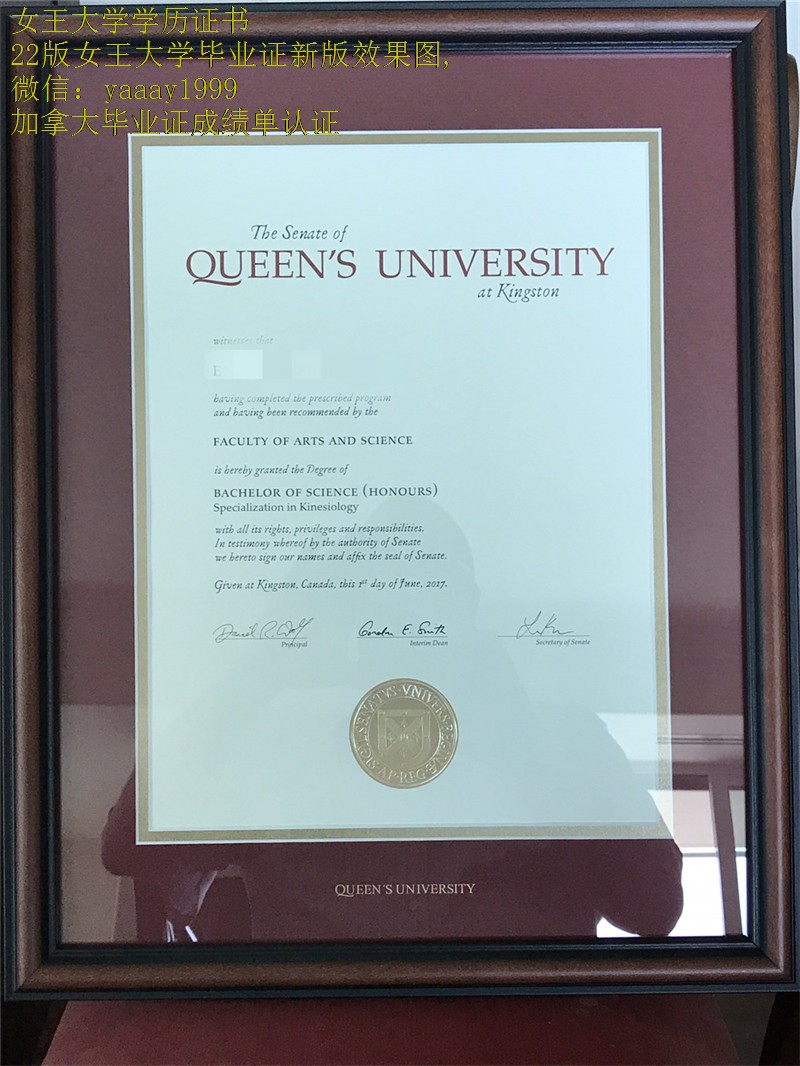 女王大学学历证书
22版女王大学毕业证新版效果图,
微信：yaaay1999
加拿大毕业证成绩单认证
The Senate of
QUEEN'S UNIVERSITY
at Kingston
witnesses that
E
having completed the prescribed program
and having been recommended by the
FACULTY OF ARTS AND SCIENCE
is hereby granted the Degree of
BACHELOR OF SCIENCE (HONOURS)
Specialization in Kinesiology
with all its rights, privileges and responsibilities.
In testimony whereof by the authority of Senate
we hereto sign our names and affix the seal of Senate.
Given at Kingston, Canada, this 1st day of June, 2017.
Daniel R. Woolf
Gordon E. Smith
Principal
Interim Dean
Secretary of Senate
QUEEN'S UNIVERSITY